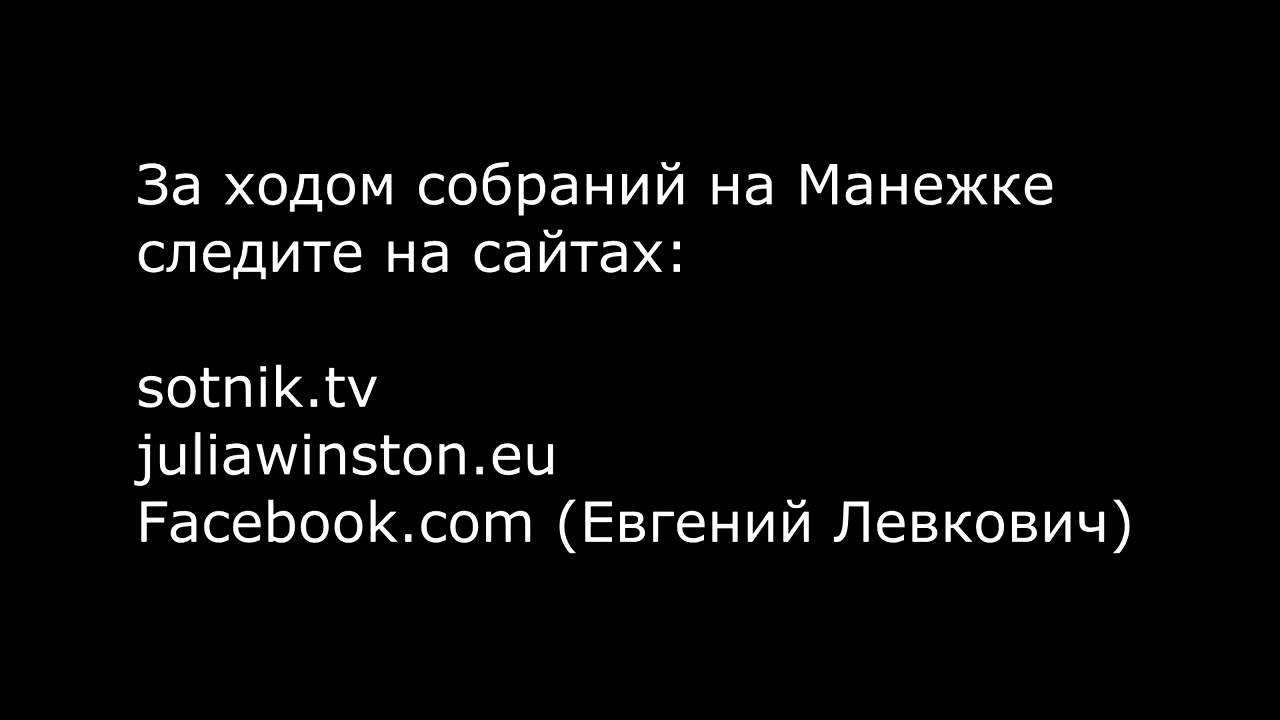 За ходом собраний на Манежке
следите на сайтах:
sotnik.tv
juliawinston.eu
Facebook.com (Евгений Левкович)